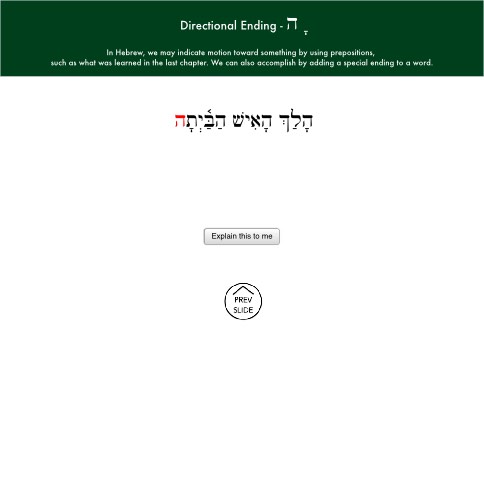 Directional Ending - ָה
In Hebrew, we may indicate motion toward something by using prepositions,
such as what was learned in the last chapter. We can also accomplish by adding a special ending to a word.
הָלַךְ הָאִישׁ הַבַּ֫יְתָה
Explain this to me
PREV
SLIDE